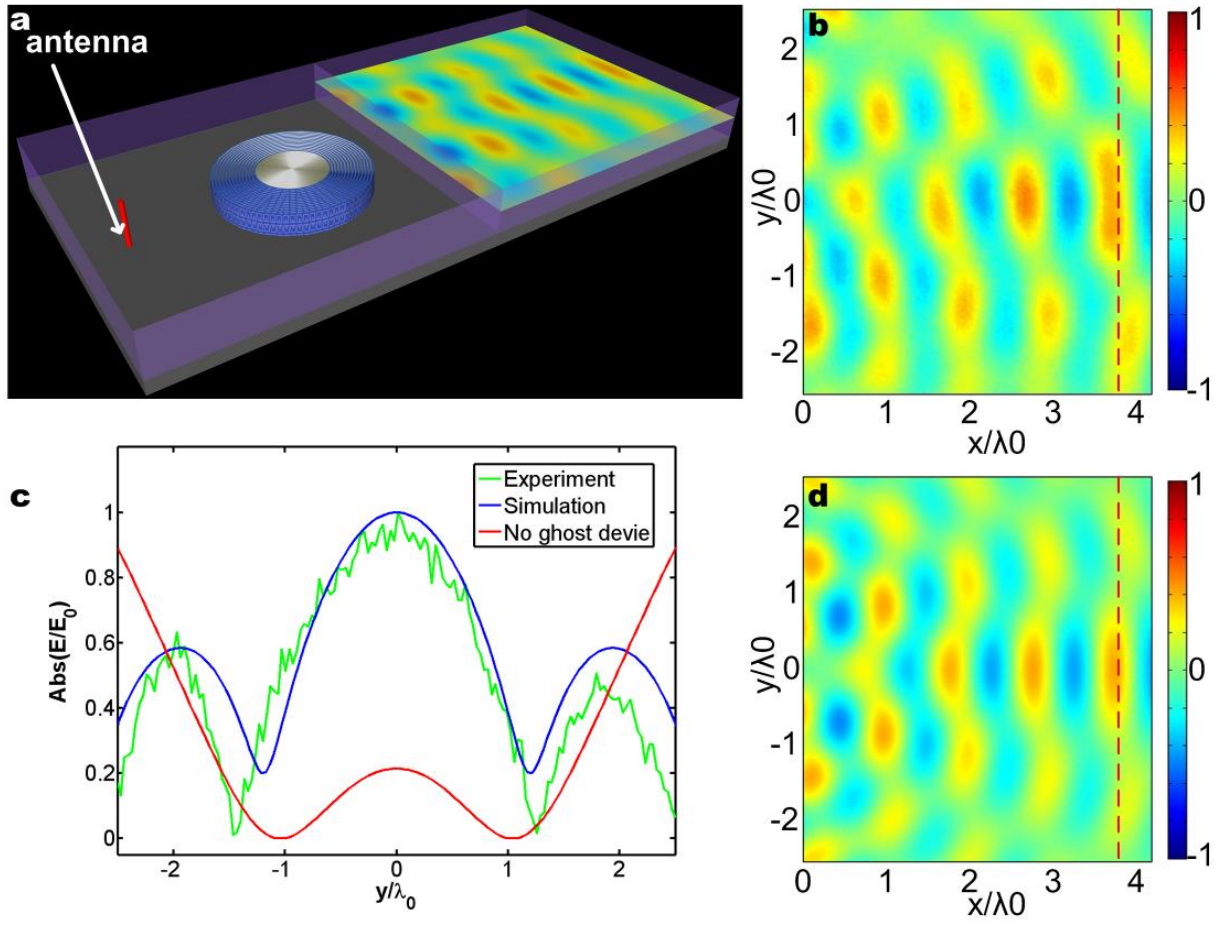 a
antenna
b
2
1
0
-1
-2
y/λ0
0 1 2 3 4
x/λ0
1
0
-1
c
Experiment
Simulation
No ghost devie
1
0.8
0.6
0.4
0.2
0
Abs(E/E₀)
-2 -1 0 1 2
y/λ₀
d
2
1
0
-1
-2
y/λ0
0 1 2 3 4
x/λ0
1
0
-1